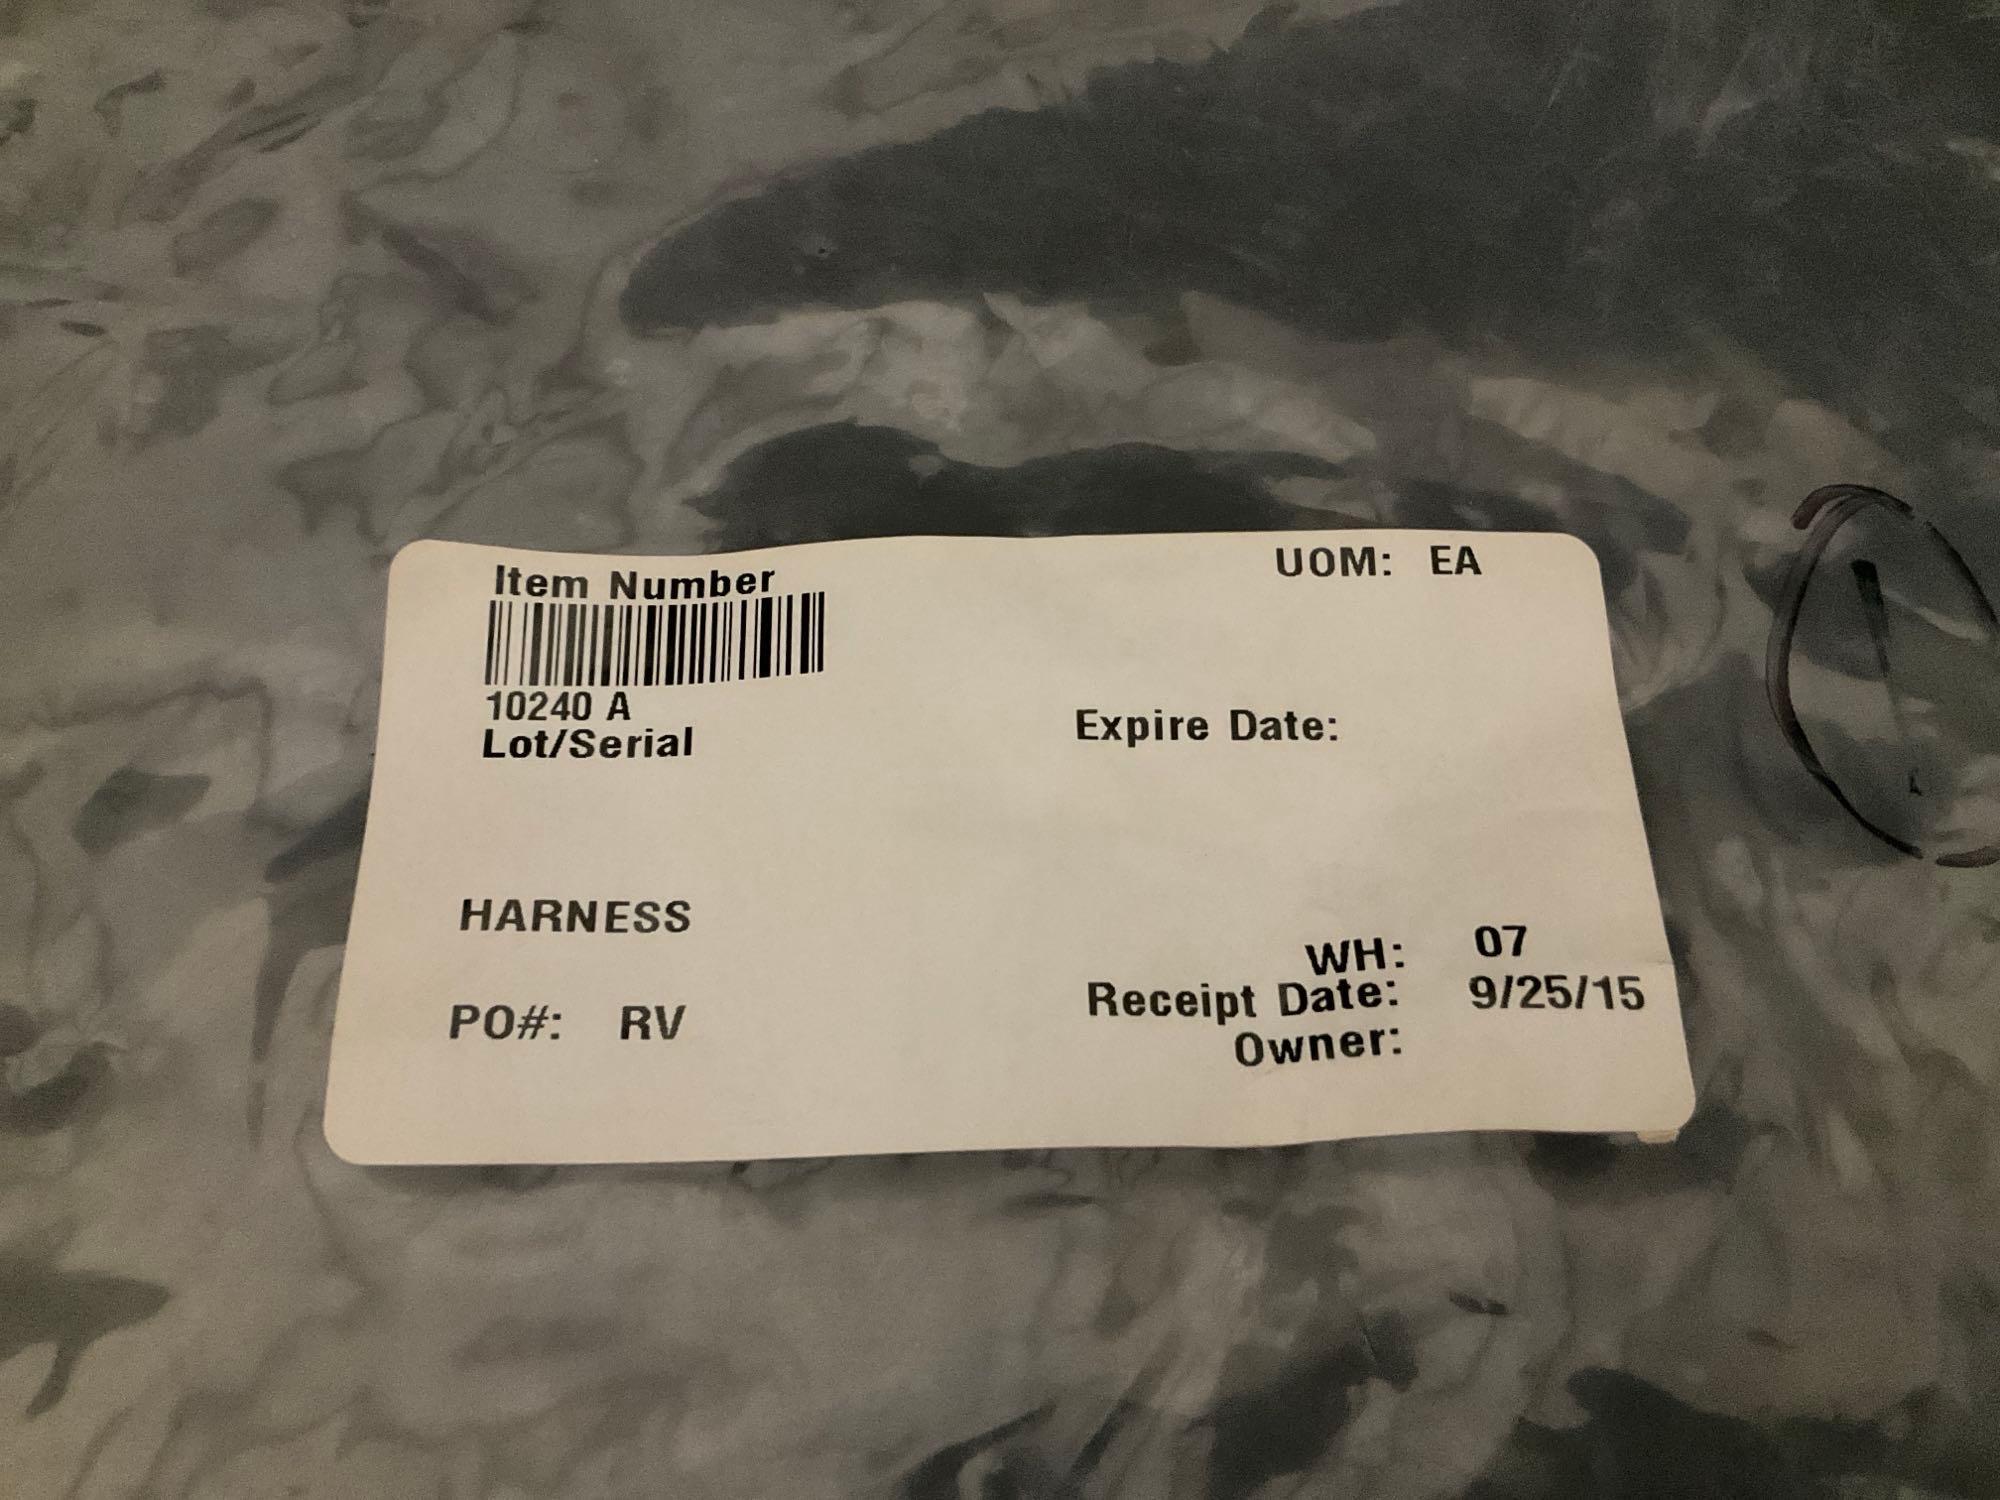 Item Number
UOM: EA
10240 A
Lot/Serial
Expire Date:
HARNESS
WH: 07
PO#: RV
Receipt Date: 9/25/15
Owner: